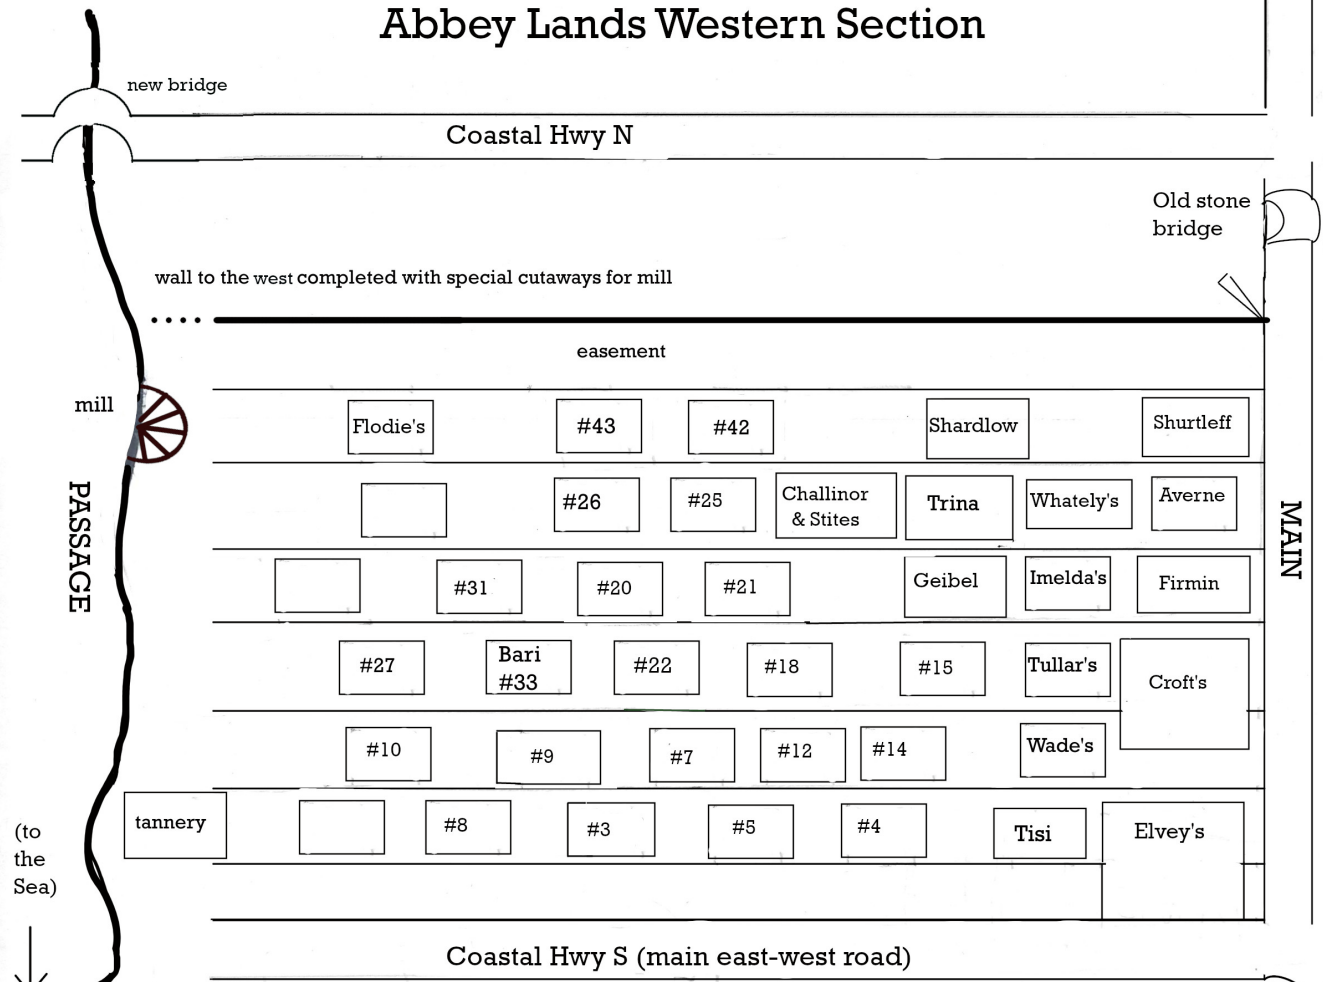 Abbey Lands Western Section
new bridge
Coastal Hwy N
Old stone
bridge
wall to the west completed with special cutaways for mill
easement
mill
Flodie's
#43
#42
Shardlow
Shurtleff
PASSAGE
#26
#25
Challinor
& Stites
Trina
Whately's
Averne
MAIN
#31
#20
#21
Geibel
Imelda's
Firmin
#27
Bari
#33
#22
#18
#15
Tullar's
Croft's
#10
#9
#7
#12
#14
Wade's
tannery
#8
#3
#5
#4
Tisi
Elvey's
(to
the
Sea)
Coastal Hwy S (main east-west road)